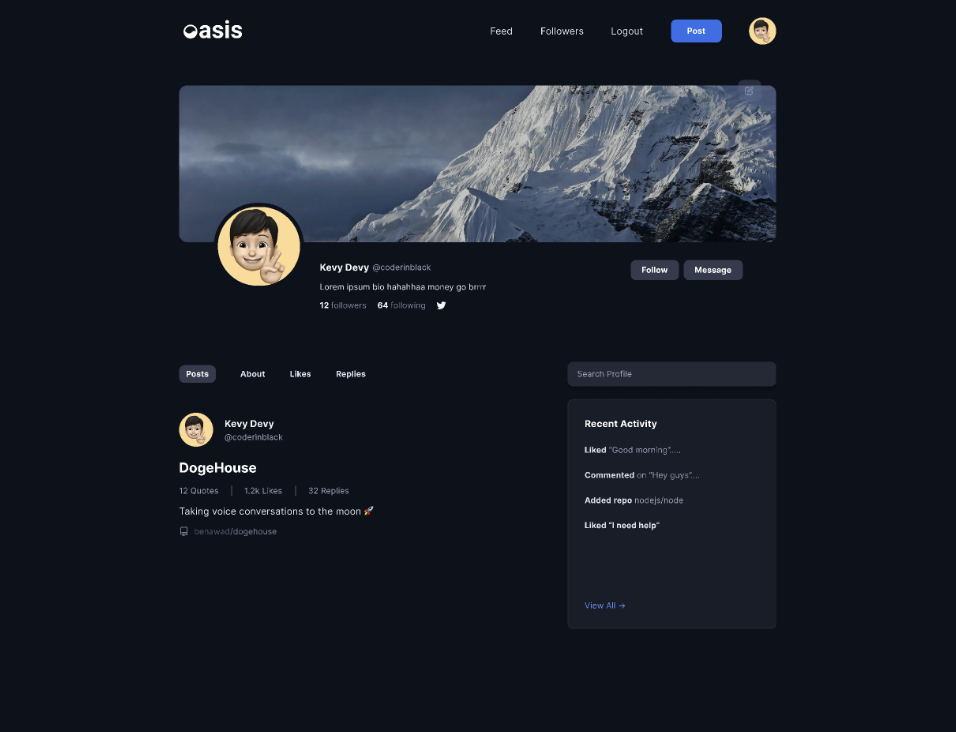 Oasis
Feed Followers Logout Post
Kevy Devy @coderinblack
Follow Message
Lorem ipsum bio hahahhaa money go brrrr
12 followers 64 following
Posts About Likes Replies
Search Profile
Kevy Devy
@coderinblack
DogeHouse
12 Quotes | 1.2k Likes | 32 Replies
Taking voice conversations to the moon 🚀
benawad/dogehouse
Recent Activity
Liked "Good morning".....
Commented on "Hey guys"....
Added repo nodejs/node
Liked "I need help"
View All →